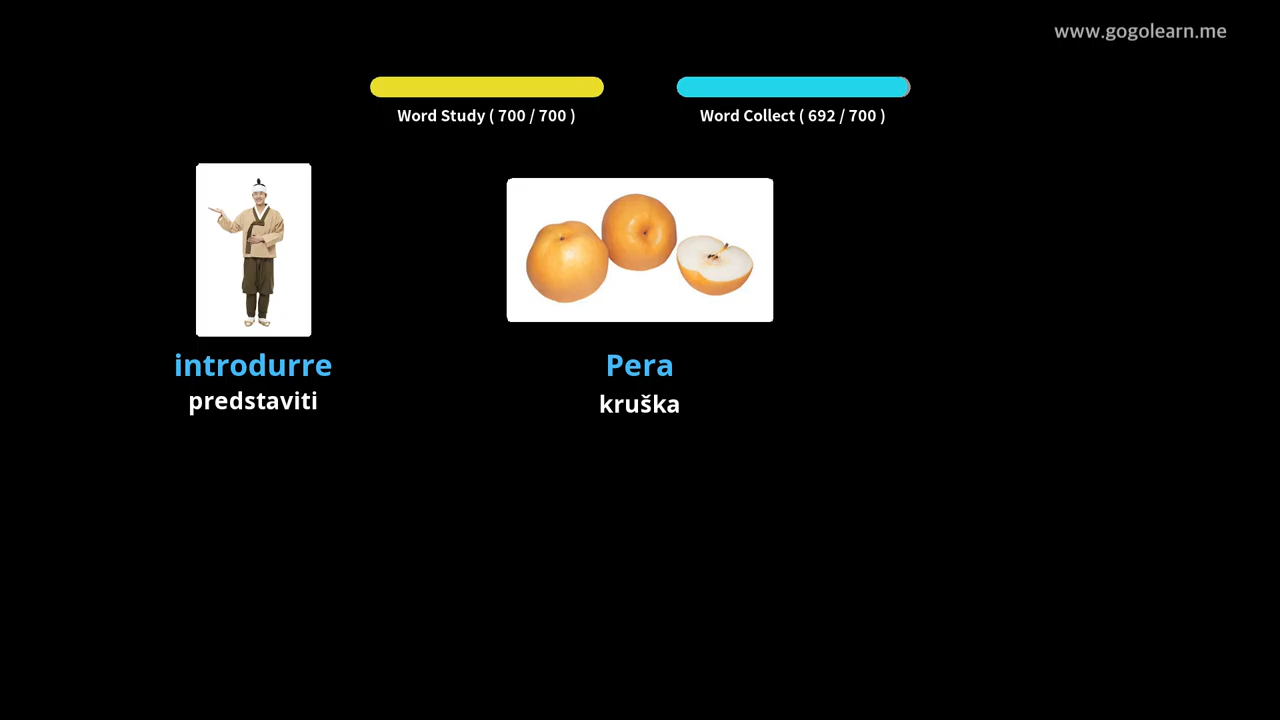 www.gogolearn.me
Word Study ( 700 / 700 )
Word Collect ( 692 / 700 )
introdurre
predstaviti
Pera
kruška